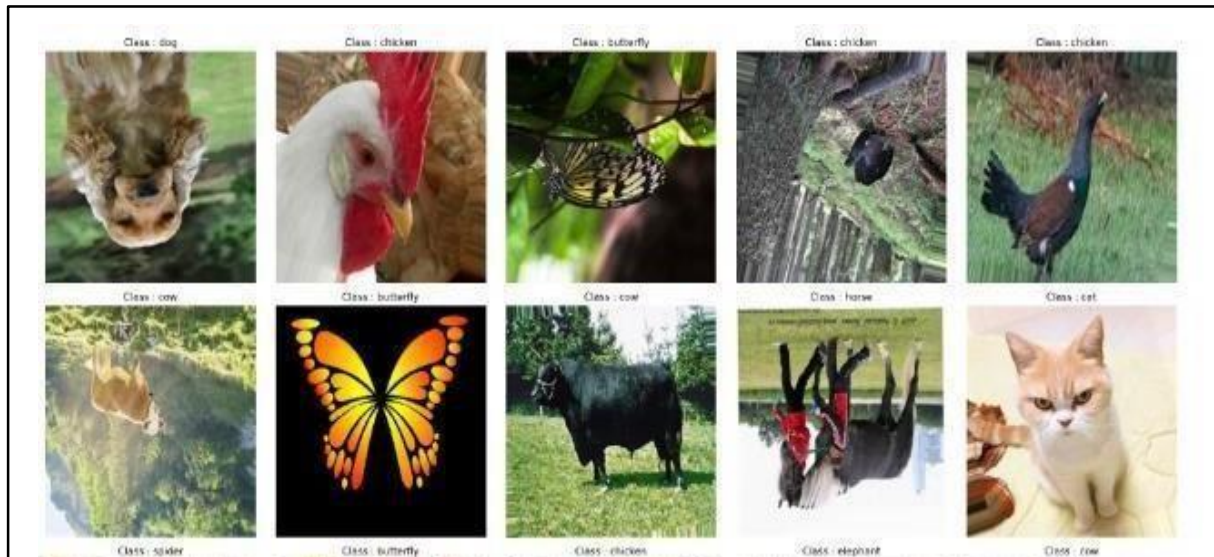 Class : dog
Class : chicken
Class : butterfly
Class : chicken
Class : chicken
Class : cow
Class : butterfly
Class : cow
Class : horse
Class : cat
Class : spider
Class : butterfly
Class : chicken
Class : elephant
Class : cow